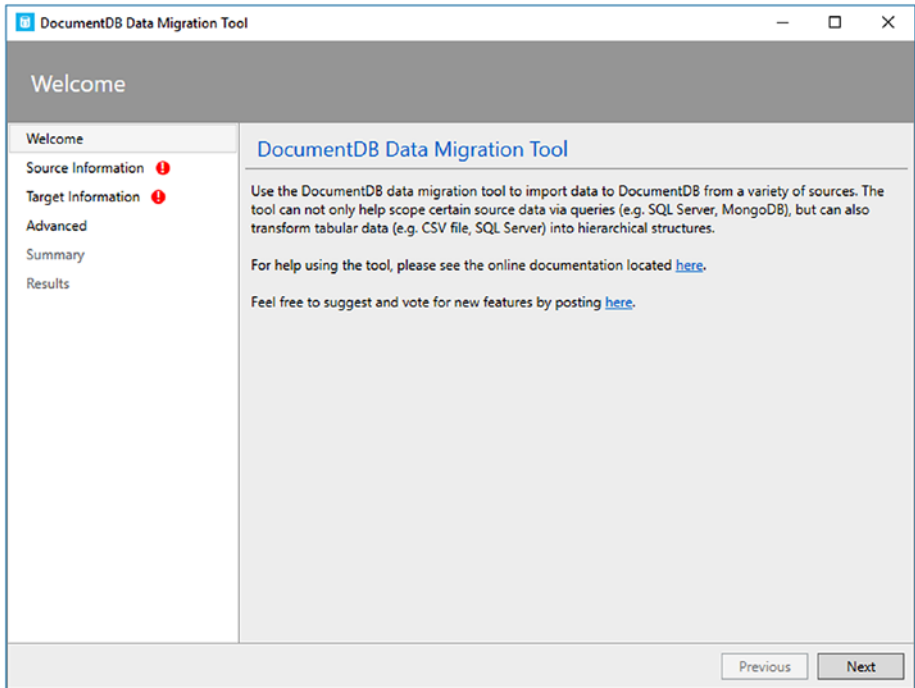 DocumentDB Data Migration Tool
Welcome
Welcome
Source Information
Target Information
Advanced
Summary
Results
DocumentDB Data Migration Tool
Use the DocumentDB data migration tool to import data to DocumentDB from a variety of sources. The
tool can not only help scope certain source data via queries (e.g. SQL Server, MongoDB), but can also
transform tabular data (e.g. CSV file, SQL Server) into hierarchical structures.
For help using the tool, please see the online documentation located here.
Feel free to suggest and vote for new features by posting here.
Previous
Next